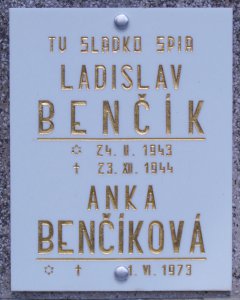 TU SLADKO SPIA
LADISLAV
BENČÍK
✡ 24. II. 1943
† 23. XII. 1944
ANKA
BENČÍKOVÁ
✡ † 1. VI. 1973